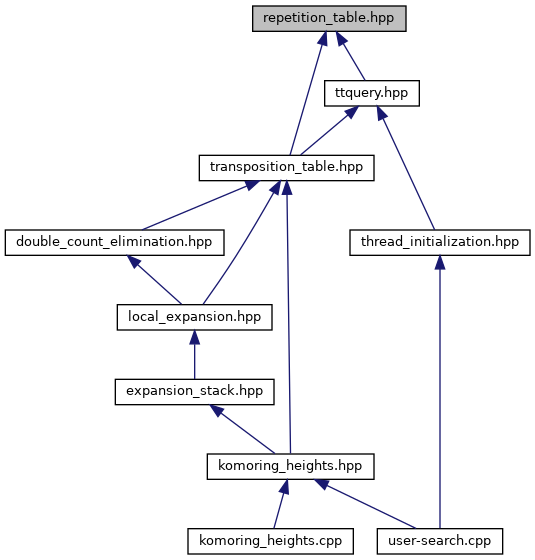 repetition_table.hpp
ttquery.hpp
transposition_table.hpp
double_count_elimination.hpp
thread_initialization.hpp
local_expansion.hpp
expansion_stack.hpp
komoring_heights.hpp
komoring_heights.cpp
user-search.cpp